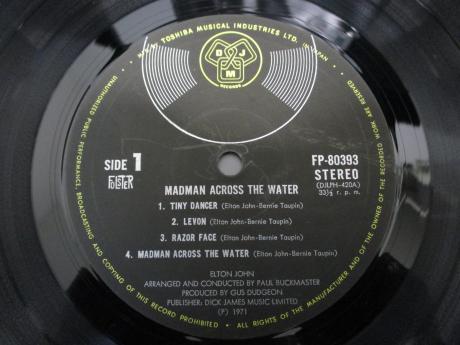 MFD. BY TOSHIBA MUSICAL INDUSTRIES LTD. IN JAPAN
DJM
RECORDS
SIDE 1
FP-80393
STEREO
(DJLPH-420A)
33⅓ r. p. m.
MADMAN ACROSS THE WATER
1. TINY DANCER (Elton John-Bernie Taupin)
2. LEVON (Elton John-Bernie Taupin)
3. RAZOR FACE (Elton John-Bernie Taupin)
4. MADMAN ACROSS THE WATER (Elton John-Bernie Taupin)
ELTON JOHN
ARRANGED AND CONDUCTED BY PAUL BUCKMASTER
PRODUCED BY GUS DUDGEON
PUBLISHER: DICK JAMES MUSIC LIMITED
(P) 1971
UNAUTHORIZED PUBLIC PERFORMANCE, BROADCASTING AND COPYING OF THIS RECORD PROHIBITED • ALL RIGHTS OF THE MANUFACTURER AND OF THE OWNER OF THE RECORDED WORK ARE RESERVED